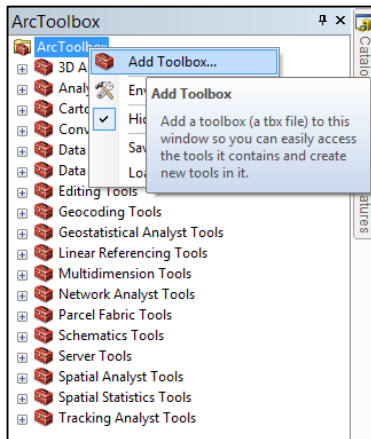 ArcToolbox
ArcToolbox
Add Toolbox...
3D A
Analy
Env
Add Toolbox
Add a toolbox (a tbx file) to this
window so you can easily access
the tools it contains and create
new tools in it.
Carto
Hid
Conv
Data
Sav
Data
Loa
Editing Tools
Geocoding Tools
Geostatistical Analyst Tools
Linear Referencing Tools
Multidimension Tools
Network Analyst Tools
Parcel Fabric Tools
Schematics Tools
Server Tools
Spatial Analyst Tools
Spatial Statistics Tools
Tracking Analyst Tools
Catalo
atures